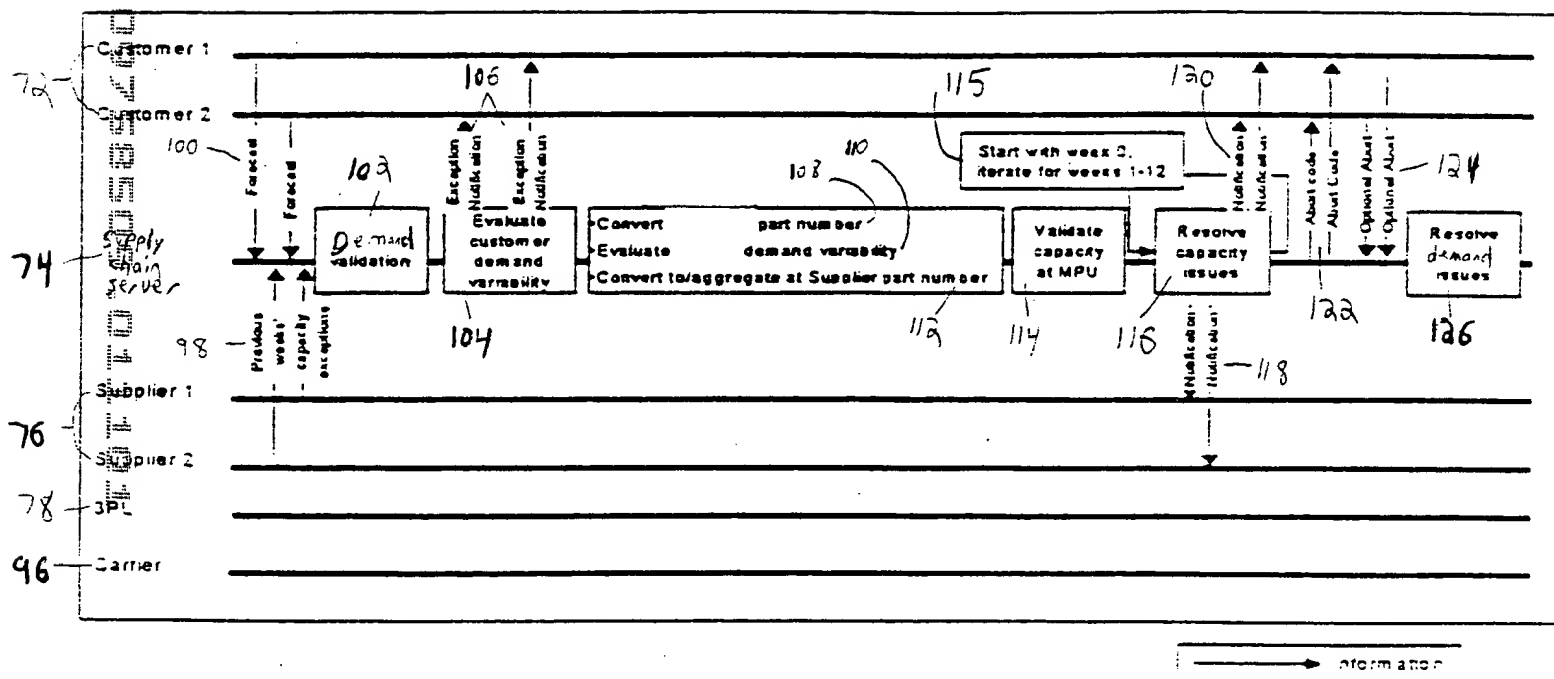 Customer 1
72
Customer 2
100
Forecast
Forecast
102
Demand
validation
106
Exception
Notification
Exception
Notification
Evaluate
customer
demand
variability
104
108
110
Convert part number
Evaluate demand variability
Convert to/aggregate at Supplier part number
112
Validate
capacity
at MPU
114
115
Start with week 0,
iterate for weeks 1-12
Resolve
capacity
issues
116
120
Notification
Notification
Abort code
Abort Code
122
Optional Abort
Optional Abort
124
Resolve
demand
issues
126
74
Supply
chain
server
98
Previous
weeks'
capacity
exceptions
Notification
Notification
118
Supplier 1
76
Supplier 2
78
3PL
96
Carrier
Information